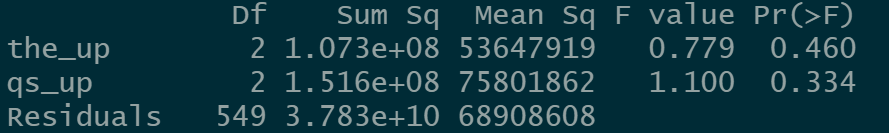 Df Sum Sq Mean Sq F value Pr(>F)
the_up 2 1.073e+08 53647919 0.779 0.460
qs_up 2 1.516e+08 75801862 1.100 0.334
Residuals 549 3.783e+10 68908608